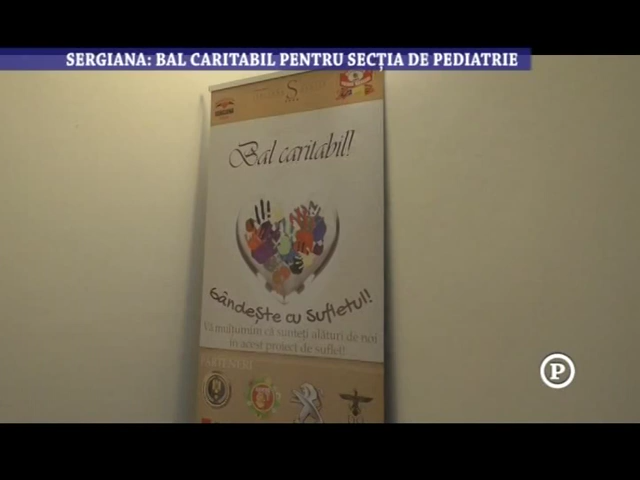 SERGIANA: BAL CARITABIL PENTRU SECȚIA DE PEDIATRIE
SERGIANA
S
Bal caritabil!
Gândește cu Sufletul!
Vă mulțumim că sunteți alături de noi
în acest proiect de suflet!
PARTENERI
P